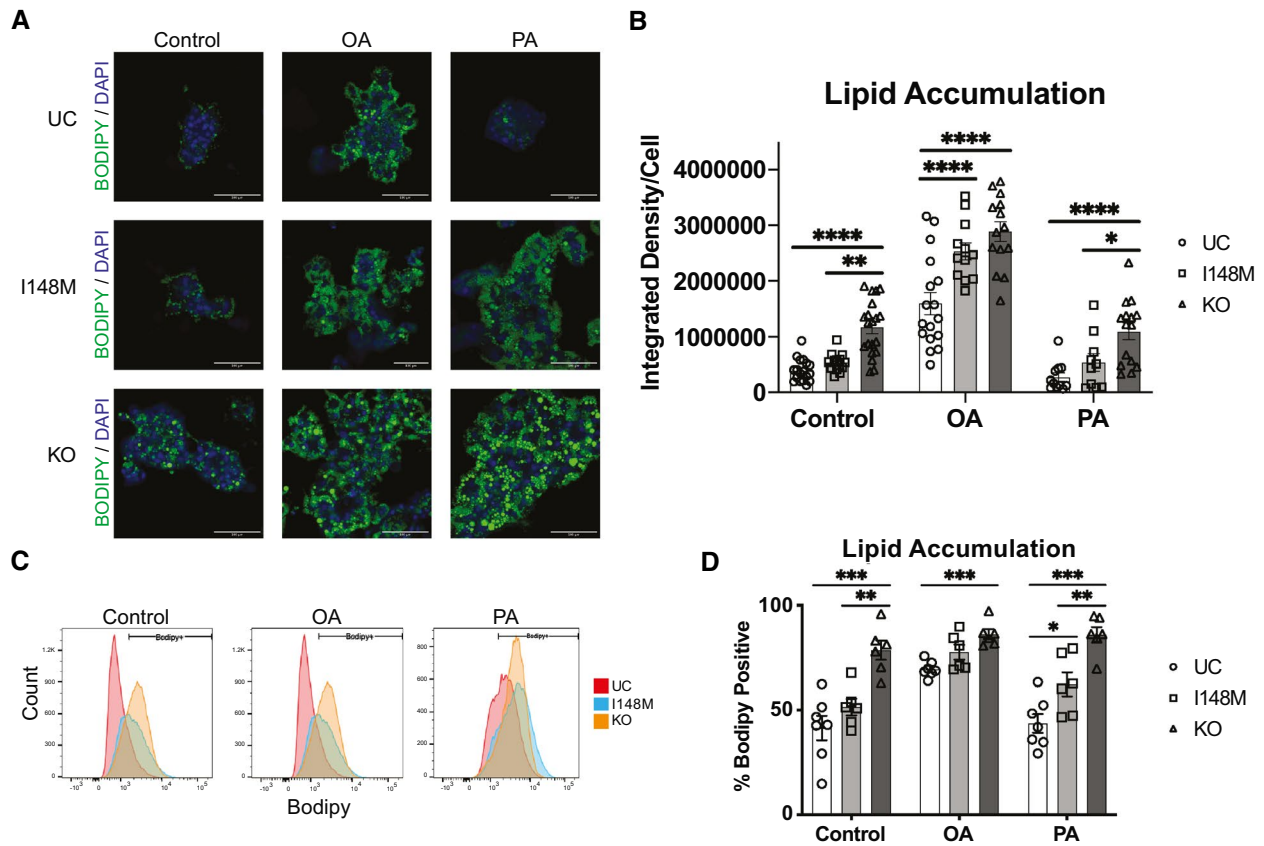 A
Control OA PA
UC
BODIPY / DAPI
I148M
BODIPY / DAPI
KO
BODIPY / DAPI
B
Lipid Accumulation
Integrated Density/Cell
4000000
3000000
2000000
1000000
0
**** ** **** **** **** *
Control OA PA
UC
I148M
KO
C
Control OA PA
Bodipy+ Bodipy+ Bodipy+
Count
1.2K
900
600
300
0
1.2K
900
600
300
0
800
600
400
200
0
-10³ 0 10³ 10⁴ 10⁵
-10³ 0 10³ 10⁴ 10⁵
-10³ 0 10³ 10⁴ 10⁵
Bodipy
UC
I148M
KO
D
Lipid Accumulation
% Bodipy Positive
100
50
0
*** ** *** *** ** *
Control OA PA
UC
I148M
KO